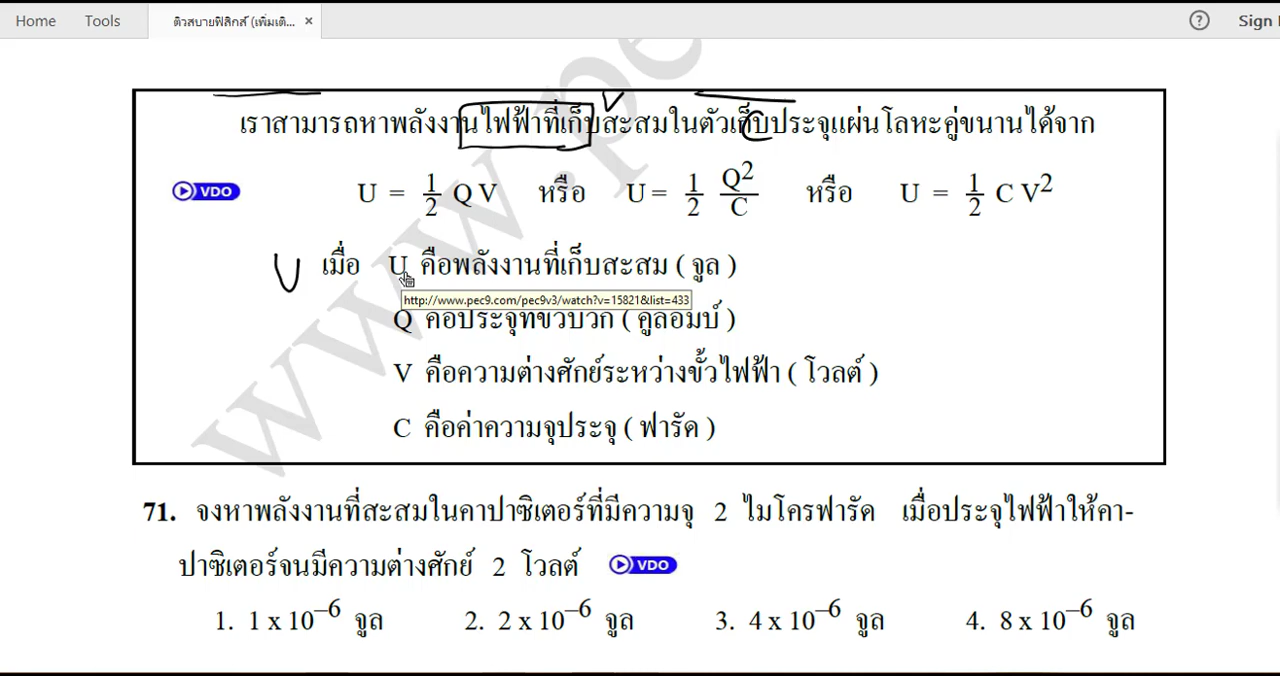 Home Tools ติวสบายฟิสิกส์ (เพิ่มเติ... × ? Sign
เราสามารถหาพลังงานไฟฟ้าที่เก็บสะสมในตัวเก็บประจุแผ่นโลหะคู่ขนานได้จาก
C
VDO U = 1/2 Q V หรือ U = 1/2 Q²/C หรือ U = 1/2 C V²
U เมื่อ U คือพลังงานที่เก็บสะสม ( จูล )
http://www.pec9.com/pec9v3/watch?v=15821&list=433
Q คือประจุที่ขั้วบวก ( คูลอมบ์ )
V คือความต่างศักย์ระหว่างขั้วไฟฟ้า ( โวลต์ )
C คือค่าความจุประจุ ( ฟารัด )
71. จงหาพลังงานที่สะสมในคาปาซิเตอร์ที่มีความจุ 2 ไมโครฟารัด เมื่อประจุไฟฟ้าให้คา-
ปาซิเตอร์จนมีความต่างศักย์ 2 โวลต์ VDO
1. 1 x 10⁻⁶ จูล 2. 2 x 10⁻⁶ จูล 3. 4 x 10⁻⁶ จูล 4. 8 x 10⁻⁶ จูล
www.pe